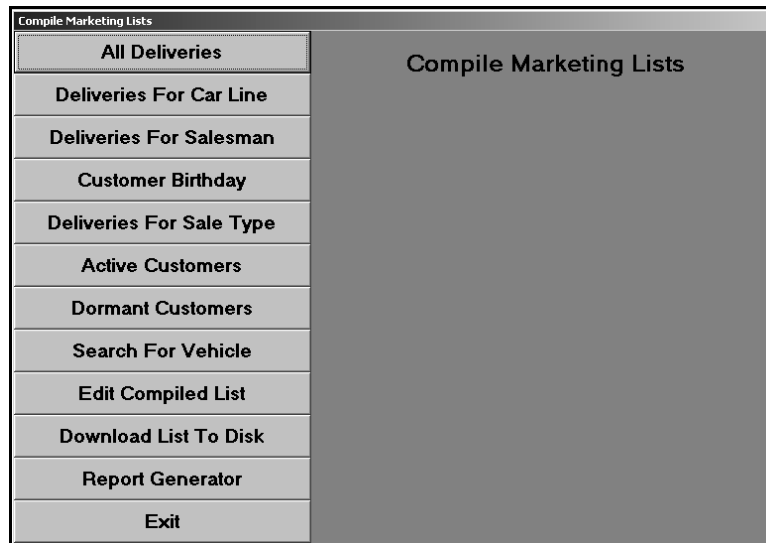 Compile Marketing Lists
All Deliveries
Compile Marketing Lists
Deliveries For Car Line
Deliveries For Salesman
Customer Birthday
Deliveries For Sale Type
Active Customers
Dormant Customers
Search For Vehicle
Edit Compiled List
Download List To Disk
Report Generator
Exit